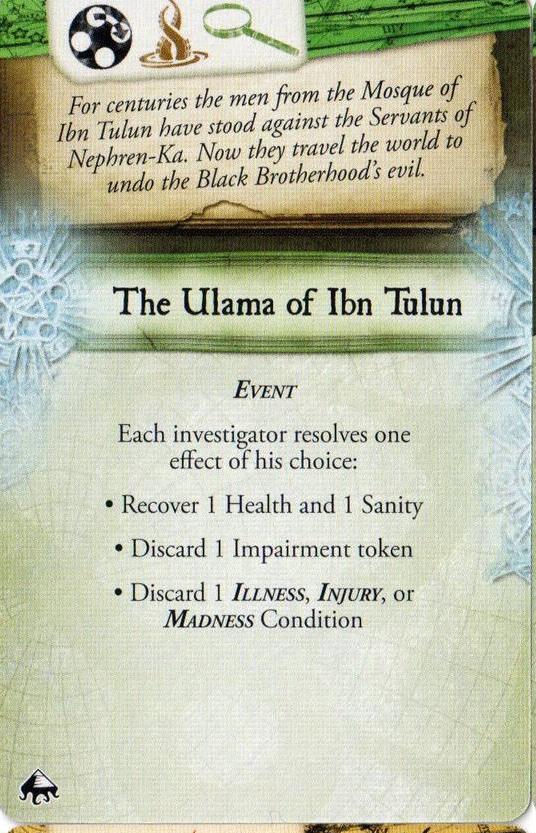 For centuries the men from the Mosque of
Ibn Tulun have stood against the Servants of
Nephren-Ka. Now they travel the world to
undo the Black Brotherhood's evil.
The Ulama of Ibn Tulun
EVENT
Each investigator resolves one
effect of his choice:
• Recover 1 Health and 1 Sanity
• Discard 1 Impairment token
• Discard 1 ILLNESS, INJURY, or
MADNESS Condition